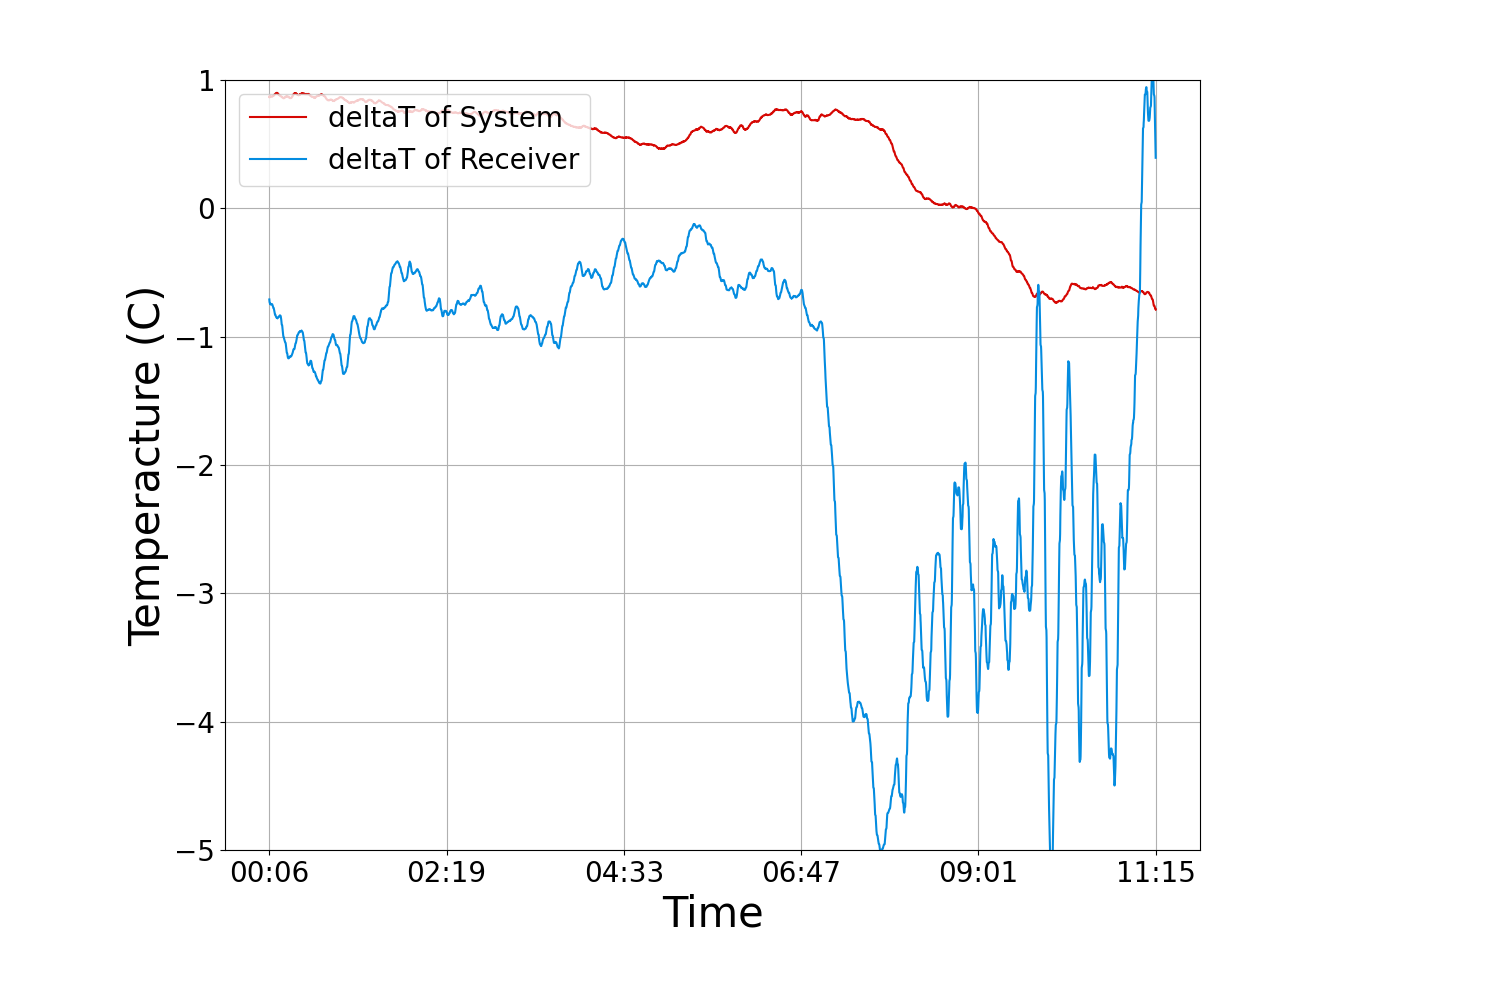 deltaT of System
deltaT of Receiver
Temperacture (C)
1
0
−1
−2
−3
−4
−5
00:06 02:19 04:33 06:47 09:01 11:15
Time